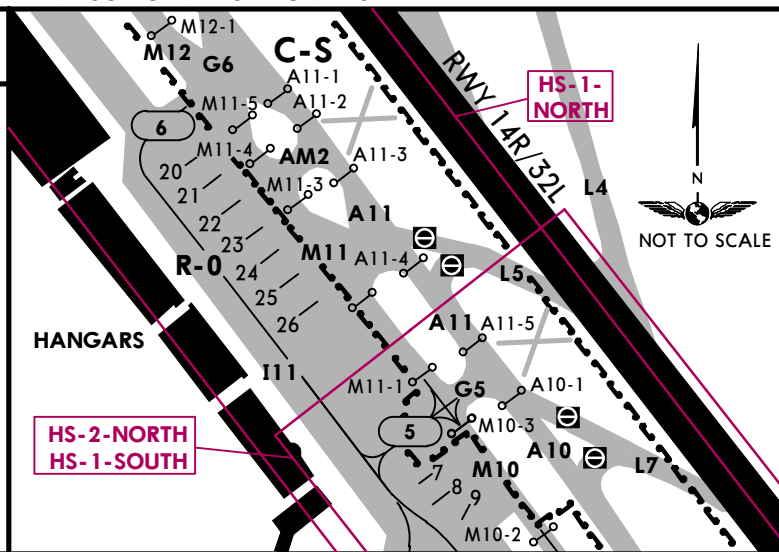 M12-1
M12
C-S
G6
A11-1
RWY 14R/32L
HS-1-
NORTH
M11-5
A11-2
6
M11-4
AM2
A11-3
20
21
M11-3
L4
N
22
A11
NOT TO SCALE
23
M11
R-0
24
A11-4
L5
25
26
A11
A11-5
HANGARS
I11
M11-1
G5
A10-1
5
M10-3
HS-2-NORTH
HS-1-SOUTH
A10
7
M10
L7
8
9
M10-2